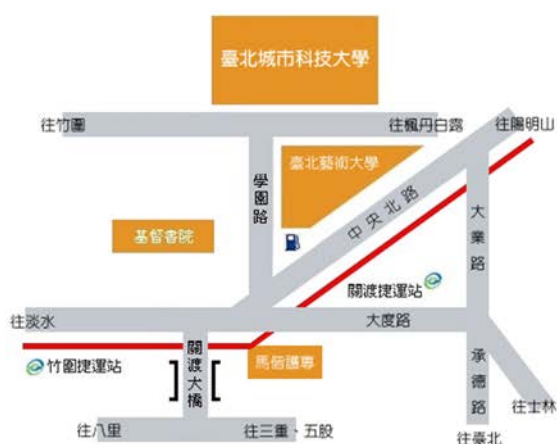 臺北城市科技大學
往竹圍
往楓丹白露
往陽明山
臺北藝術大學
學園路
中央北路
大業路
基督書院
關渡捷運站
往淡水
大度路
竹圍捷運站
關渡大橋
馬偕護專
承德路
往士林
往八里
往三重、五股
往臺北